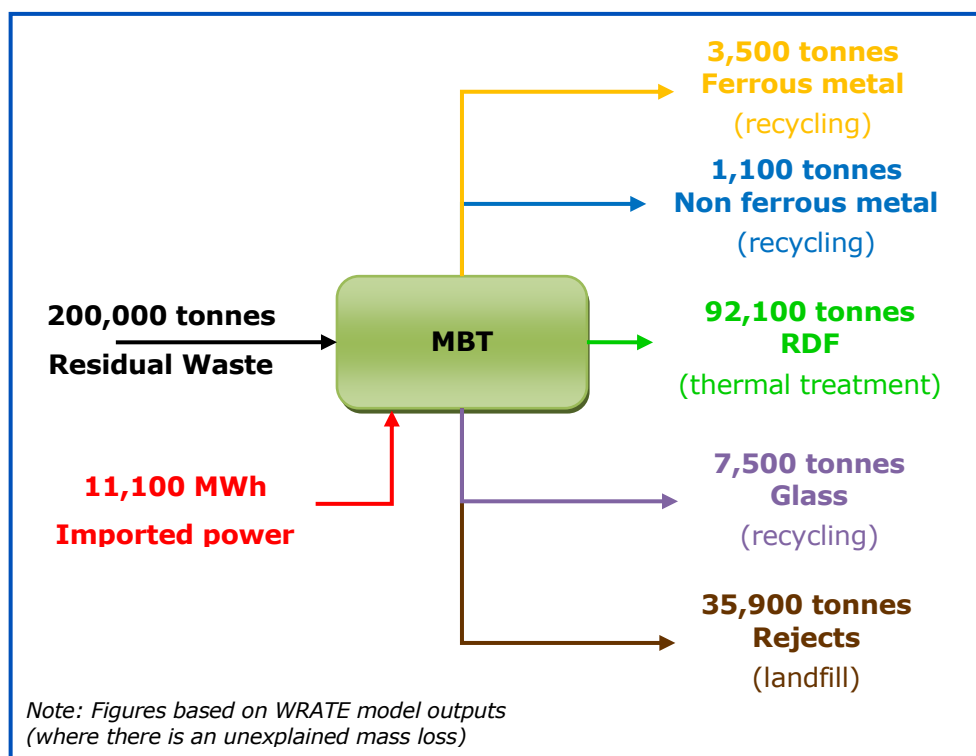 3,500 tonnes
Ferrous metal
(recycling)
1,100 tonnes
Non ferrous metal
(recycling)
200,000 tonnes
Residual Waste
MBT
92,100 tonnes
RDF
(thermal treatment)
11,100 MWh
Imported power
7,500 tonnes
Glass
(recycling)
35,900 tonnes
Rejects
(landfill)
Note: Figures based on WRATE model outputs
(where there is an unexplained mass loss)